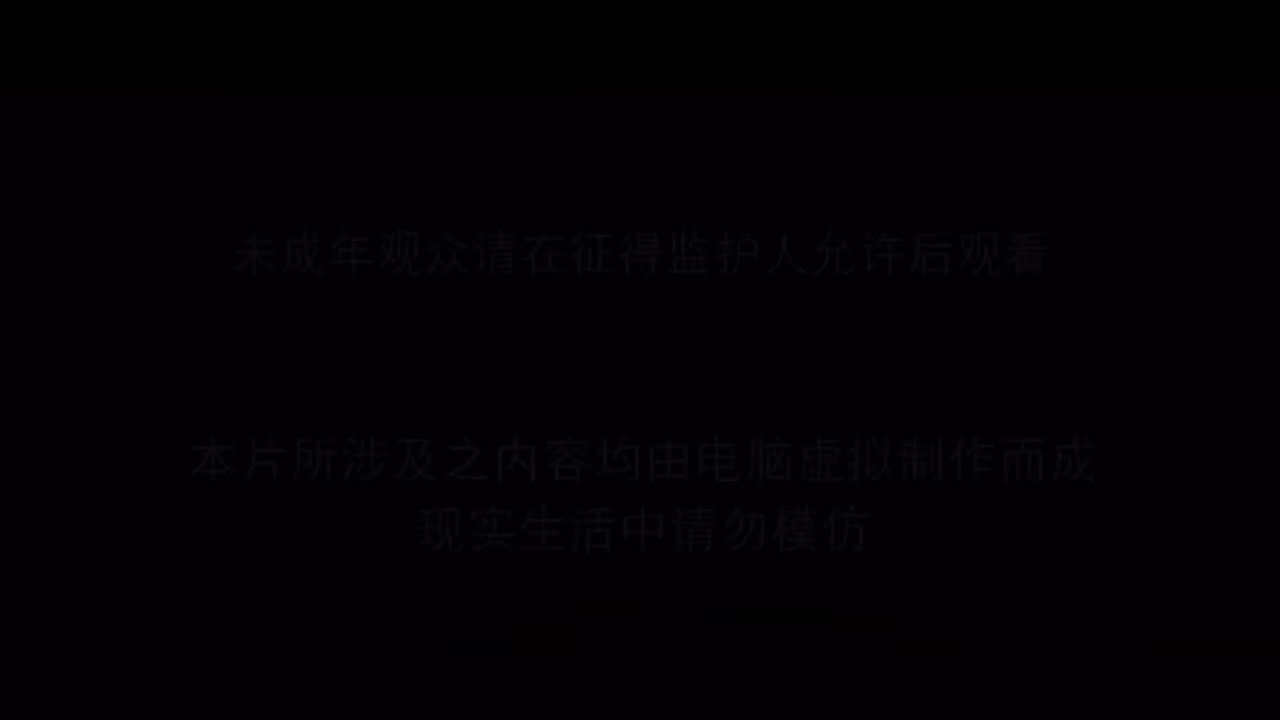 未成年观众请在征得监护人允许后观看
本片所涉及之内容均由电脑虚拟制作而成
现实生活中请勿模仿